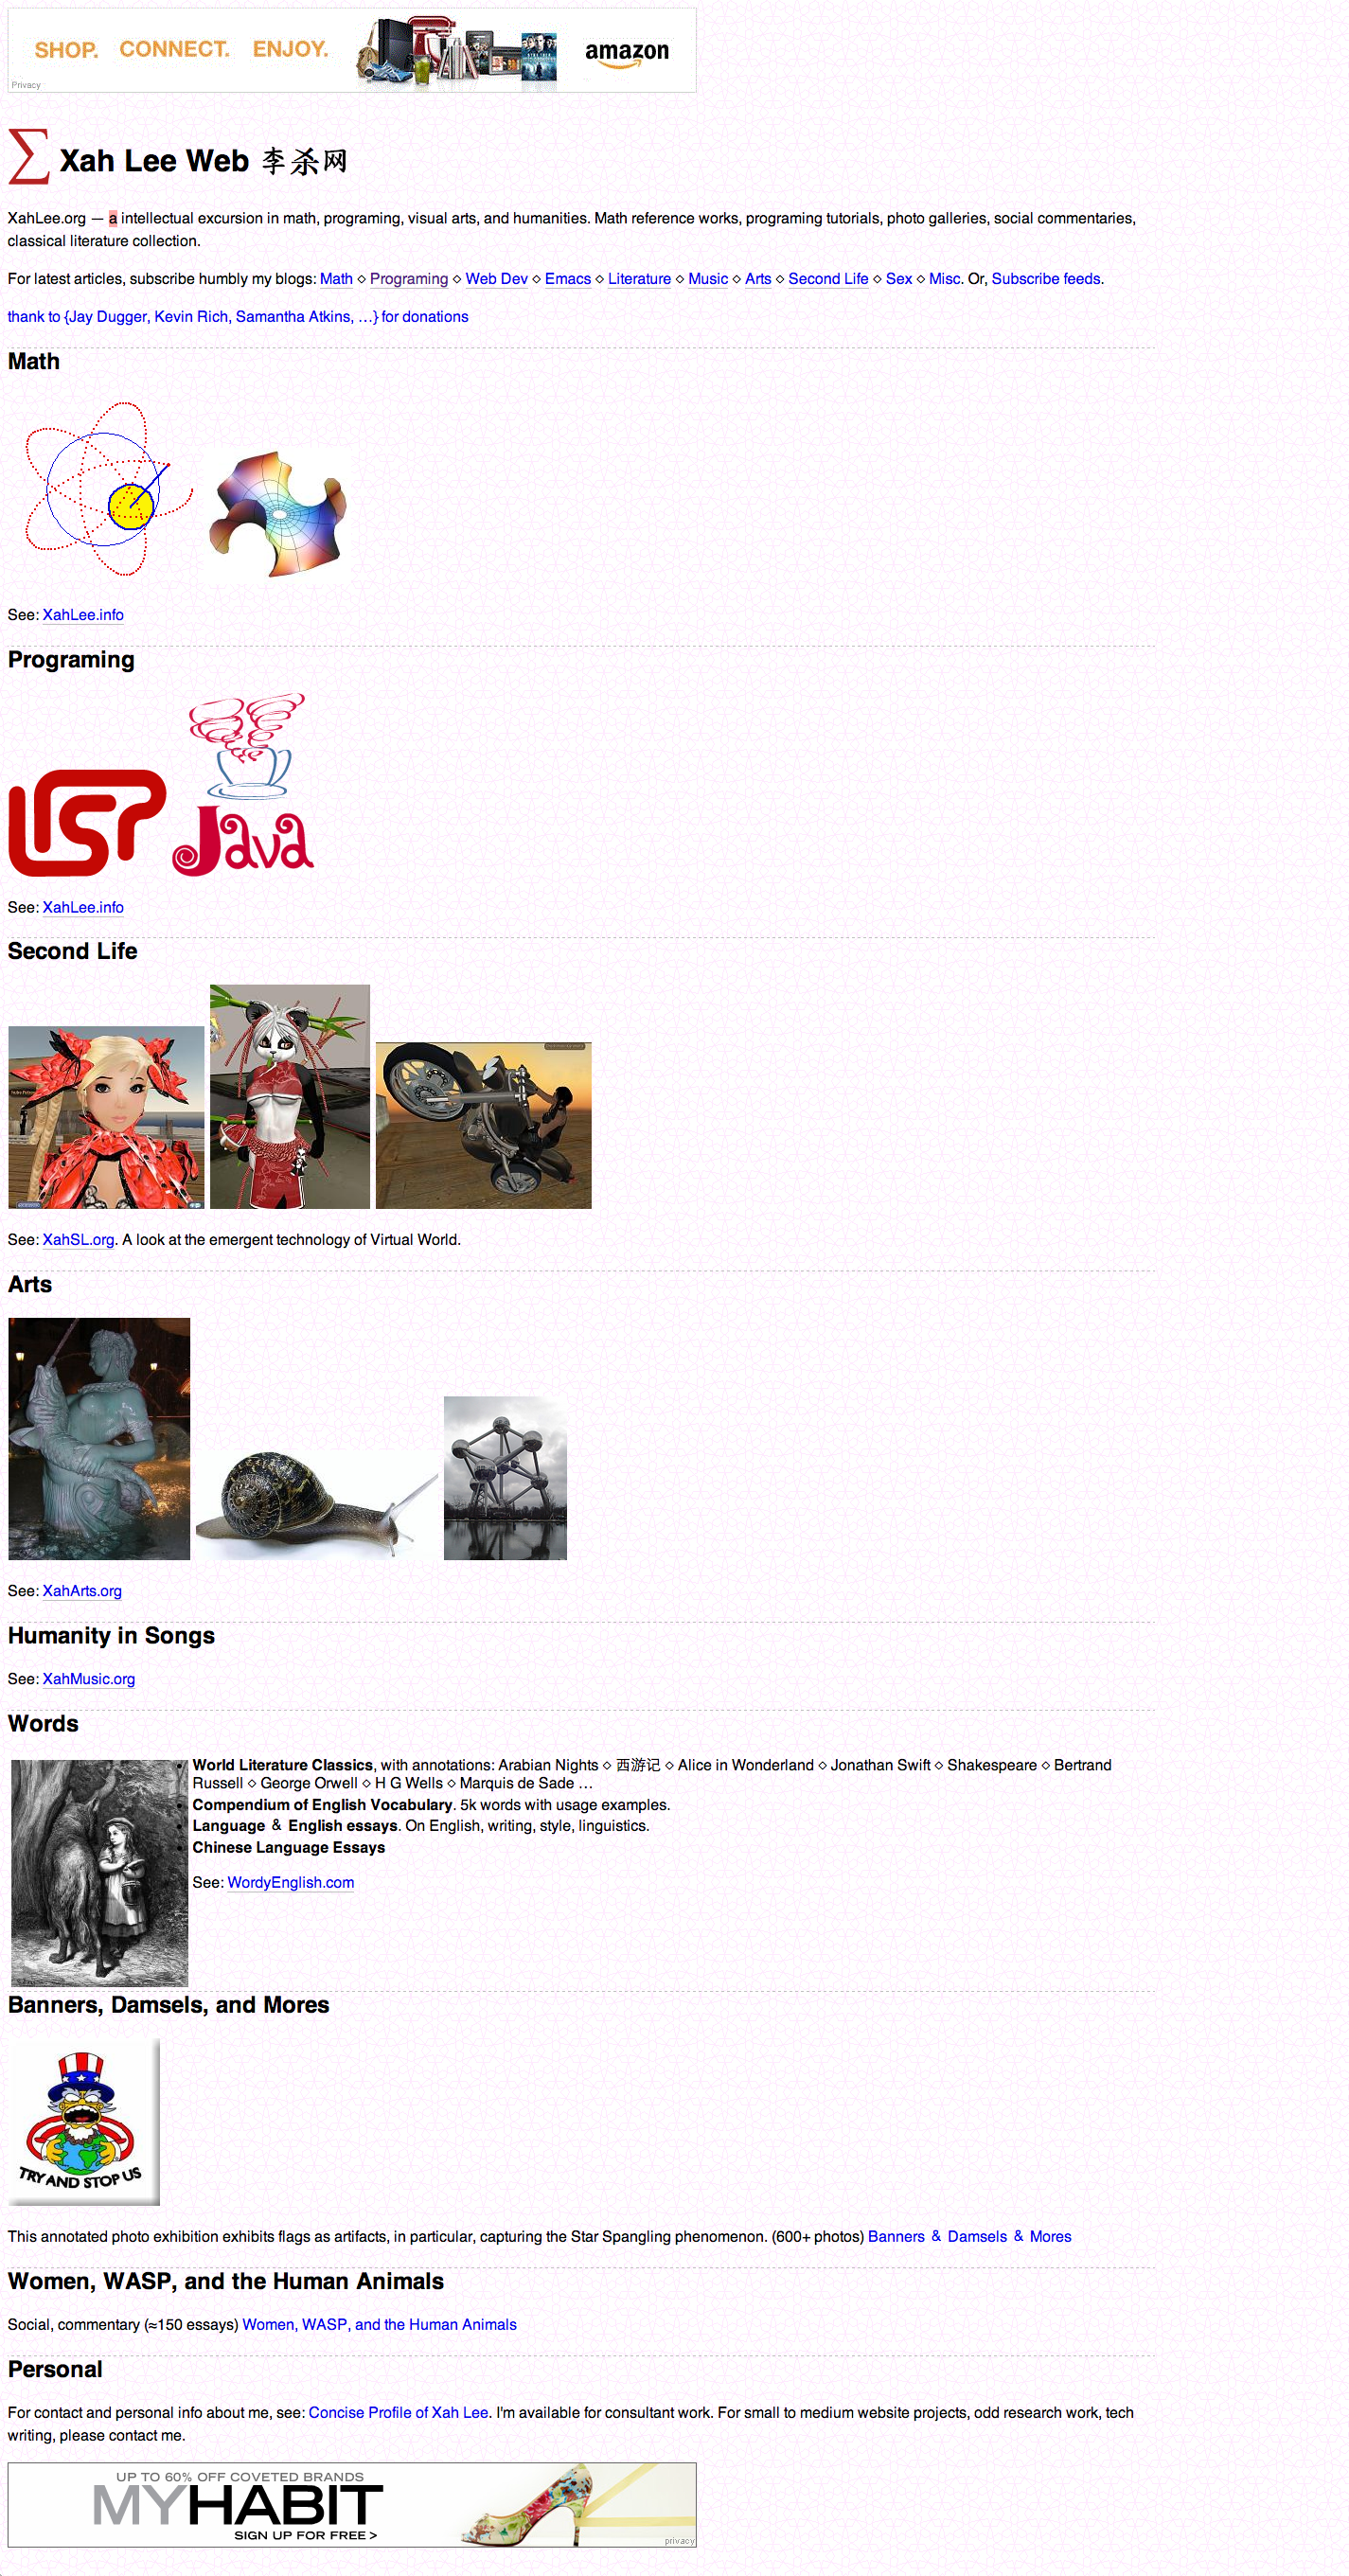 SHOP. CONNECT. ENJOY. amazon
Privacy
∑ Xah Lee Web 李杀网
XahLee.org — a intellectual excursion in math, programing, visual arts, and humanities. Math reference works, programing tutorials, photo galleries, social commentaries,
classical literature collection.
For latest articles, subscribe humbly my blogs: Math ◇ Programing ◇ Web Dev ◇ Emacs ◇ Literature ◇ Music ◇ Arts ◇ Second Life ◇ Sex ◇ Misc. Or, Subscribe feeds.
thank to {Jay Dugger, Kevin Rich, Samantha Atkins, …} for donations
Math
See: XahLee.info
Programing
LISP
Java
See: XahLee.info
Second Life
See: XahSL.org. A look at the emergent technology of Virtual World.
Arts
See: XahArts.org
Humanity in Songs
See: XahMusic.org
Words
• World Literature Classics, with annotations: Arabian Nights ◇ 西游记 ◇ Alice in Wonderland ◇ Jonathan Swift ◇ Shakespeare ◇ Bertrand
Russell ◇ George Orwell ◇ H G Wells ◇ Marquis de Sade …
• Compendium of English Vocabulary. 5k words with usage examples.
• Language & English essays. On English, writing, style, linguistics.
• Chinese Language Essays
See: WordyEnglish.com
Banners, Damsels, and Mores
TRY AND STOP US
This annotated photo exhibition exhibits flags as artifacts, in particular, capturing the Star Spangling phenomenon. (600+ photos) Banners & Damsels & Mores
Women, WASP, and the Human Animals
Social, commentary (≈150 essays) Women, WASP, and the Human Animals
Personal
For contact and personal info about me, see: Concise Profile of Xah Lee. I'm available for consultant work. For small to medium website projects, odd research work, tech
writing, please contact me.
UP TO 60% OFF COVETED BRANDS
MYHABIT
SIGN UP FOR FREE >
privacy